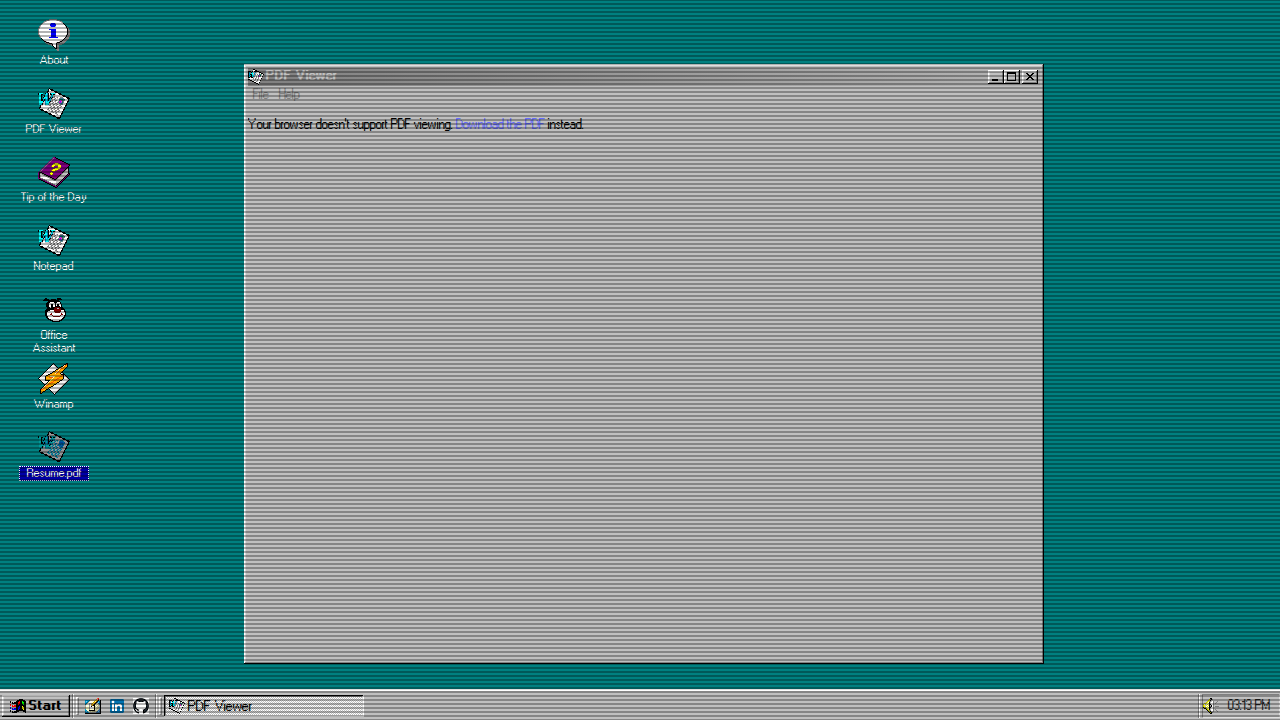 About
PDF Viewer
Tip of the Day
Notepad
Office
Assistant
Winamp
Resume.pdf
PDF Viewer
File Help
Your browser doesn't support PDF viewing. Download the PDF instead.
Start
PDF Viewer
03:13 PM